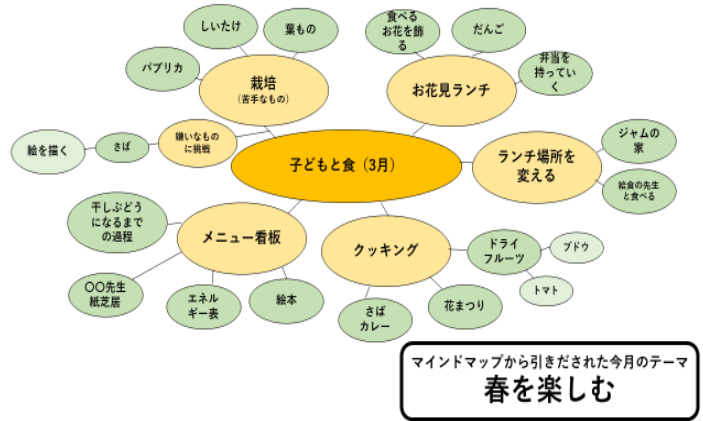 しいたけ
葉もの
パプリカ
栽培
（苦手なもの）
食べる
お花を飾
る
だんご
弁当を
持ってい
く
お花見ランチ
絵を描く
さば
嫌いなもの
に挑戦
子どもと食（3月）
ランチ場所を
変える
ジャムの
家
給食の先生
と食べる
干しぶどう
になるまで
の過程
メニュー看板
〇〇先生
紙芝居
エネル
ギー表
絵本
クッキング
ドライ
フルーツ
ブドウ
トマト
さば
カレー
花まつり
マインドマップから引きだされた今月のテーマ
春を楽しむ